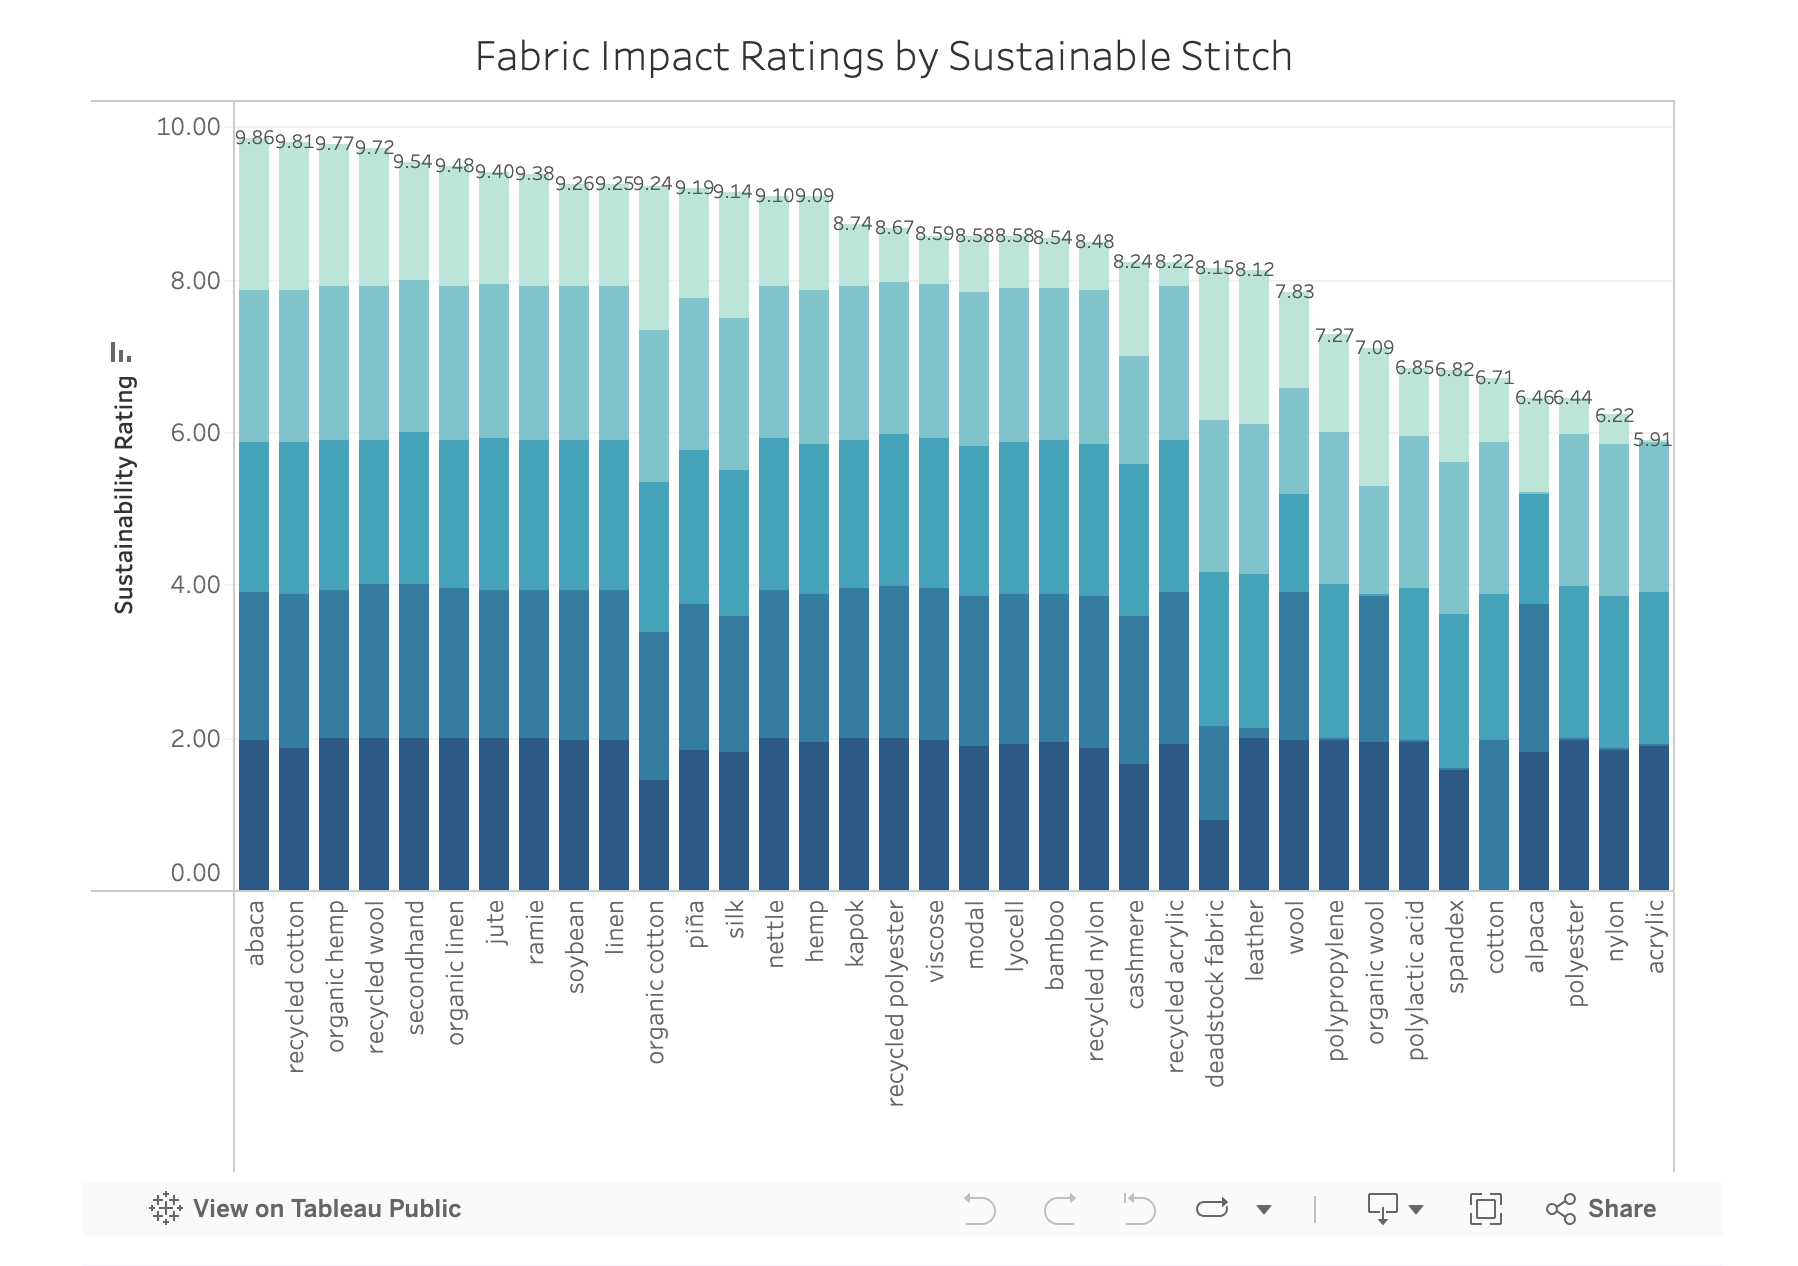 Fabric Impact Ratings by Sustainable Stitch
10.00
8.00
6.00
4.00
2.00
0.00
Sustainability Rating
9.86
9.81
9.77
9.72
9.54
9.48
9.40
9.38
9.26
9.25
9.24
9.19
9.14
9.10
9.09
8.74
8.67
8.59
8.58
8.58
8.54
8.48
8.24
8.22
8.15
8.12
7.83
7.27
7.09
6.85
6.82
6.71
6.46
6.44
6.22
5.91
abaca
recycled cotton
organic hemp
recycled wool
secondhand
organic linen
jute
ramie
soybean
linen
organic cotton
piña
silk
nettle
hemp
kapok
recycled polyester
viscose
modal
lyocell
bamboo
recycled nylon
cashmere
recycled acrylic
deadstock fabric
leather
wool
polypropylene
organic wool
polylactic acid
spandex
cotton
alpaca
polyester
nylon
acrylic
View on Tableau Public
Share